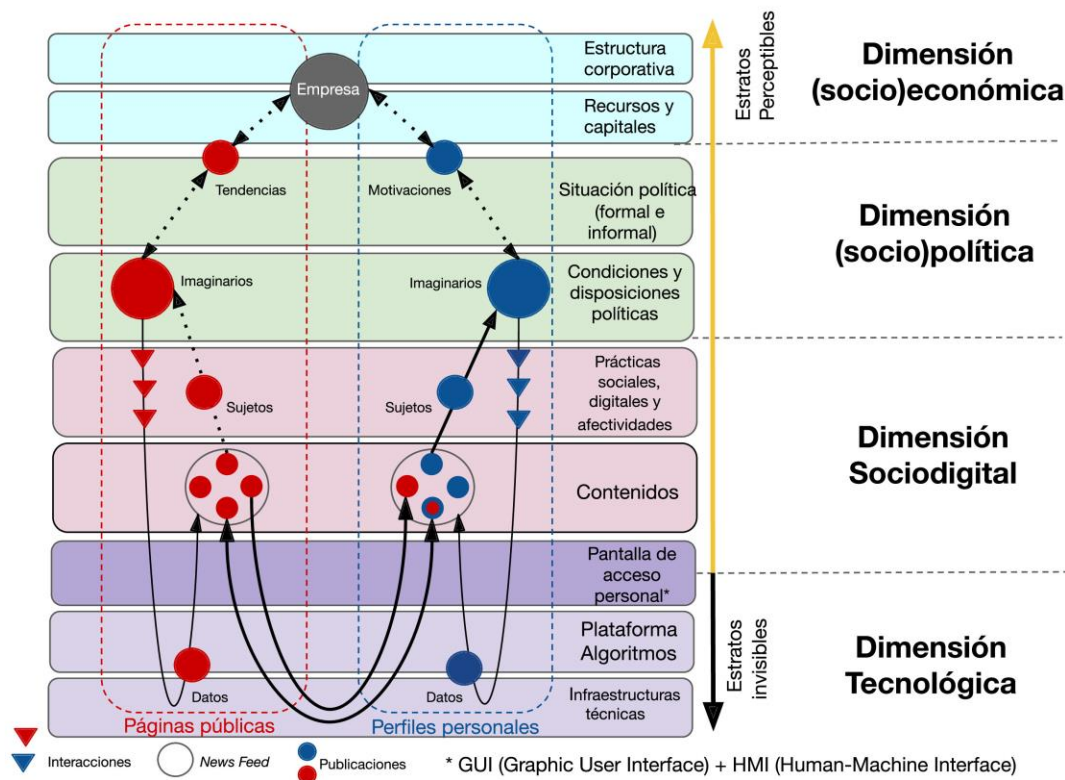 Estructura
corporativa
Empresa
Recursos y
capitales
Tendencias
Motivaciones
Situación política
(formal e
informal)
Imaginarios
Imaginarios
Condiciones y
disposiciones
políticas
Prácticas
sociales,
digitales y
afectividades
Sujetos
Sujetos
Contenidos
Pantalla de
acceso
personal*
Plataforma
Algoritmos
Datos
Datos
Infraestructuras
técnicas
Páginas públicas
Perfiles personales
Estratos
Perceptibles
Estratos
invisibles
Dimensión
(socio)económica
Dimensión
(socio)política
Dimensión
Sociodigital
Dimensión
Tecnológica
Interacciones
News Feed
Publicaciones
* GUI (Graphic User Interface) + HMI (Human-Machine Interface)